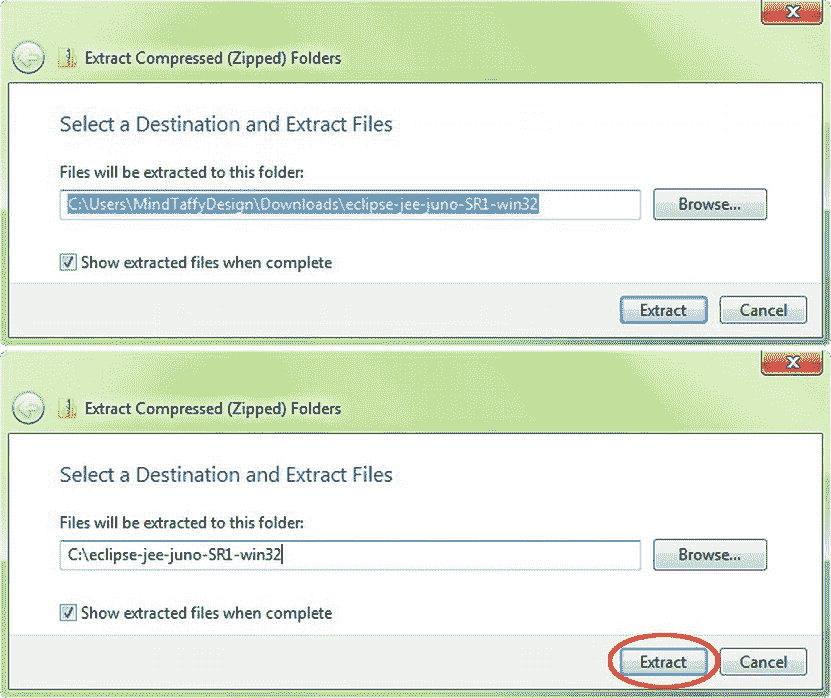 Extract Compressed (Zipped) Folders
Select a Destination and Extract Files
Files will be extracted to this folder:
C:\Users\MindTaffyDesign\Downloads\eclipse-jee-juno-SR1-win32
Browse...
Show extracted files when complete
Extract
Cancel
Extract Compressed (Zipped) Folders
Select a Destination and Extract Files
Files will be extracted to this folder:
C:\eclipse-jee-juno-SR1-win32
Browse...
Show extracted files when complete
Extract
Cancel